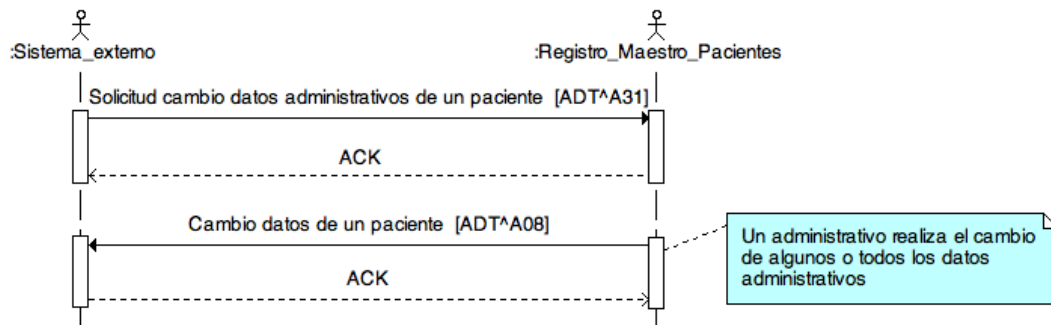 :Sistema_externo
:Registro_Maestro_Pacientes
Solicitud cambio datos administrativos de un paciente [ADT^A31]
ACK
Cambio datos de un paciente [ADT^A08]
Un administrativo realiza el cambio
de algunos o todos los datos
administrativos
ACK